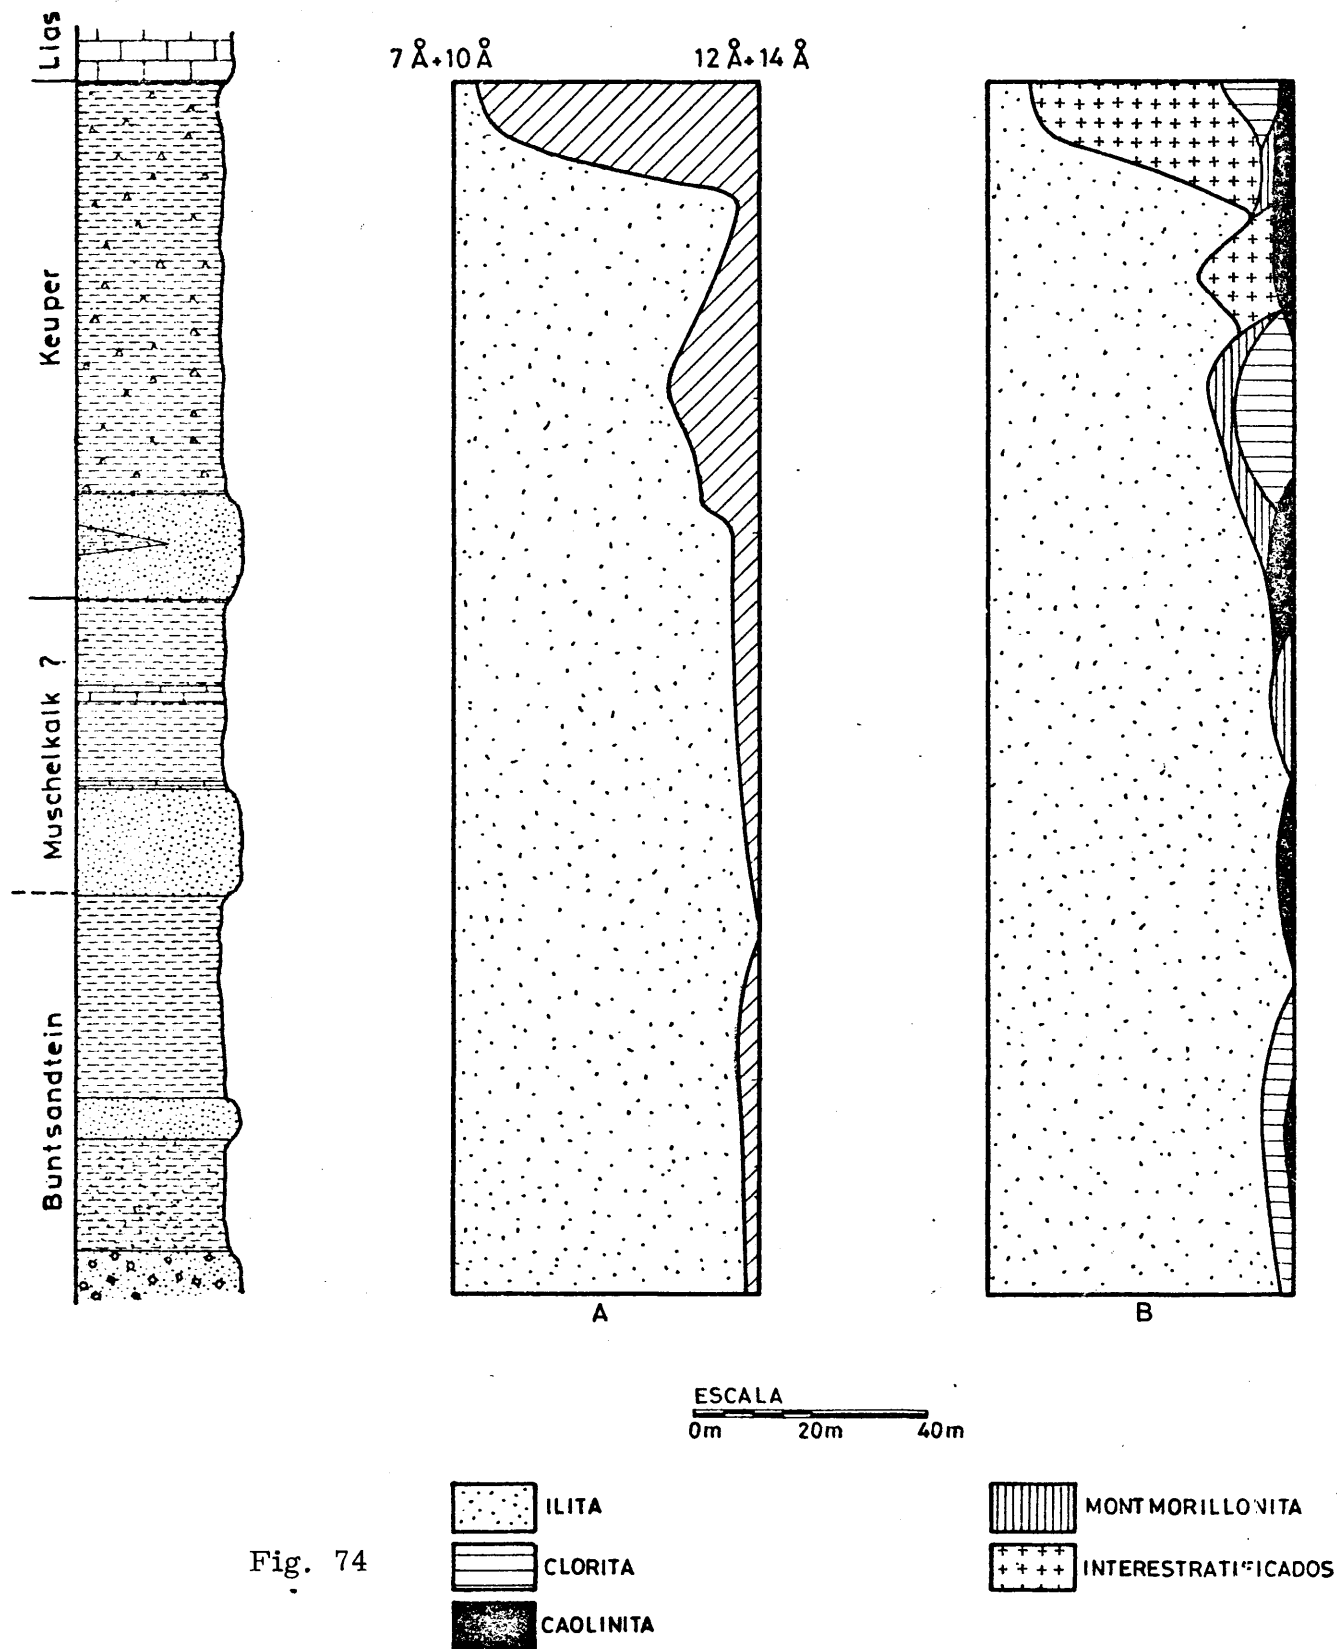 Lias
Keuper
Muschelkalk ?
Buntsandtein
7 Å+10 Å
12 Å+14 Å
A
B
ESCALA
0m 20m 40m
ILITA
CLORITA
CAOLINITA
MONTMORILLONITA
INTERESTRATIFICADOS
Fig. 74